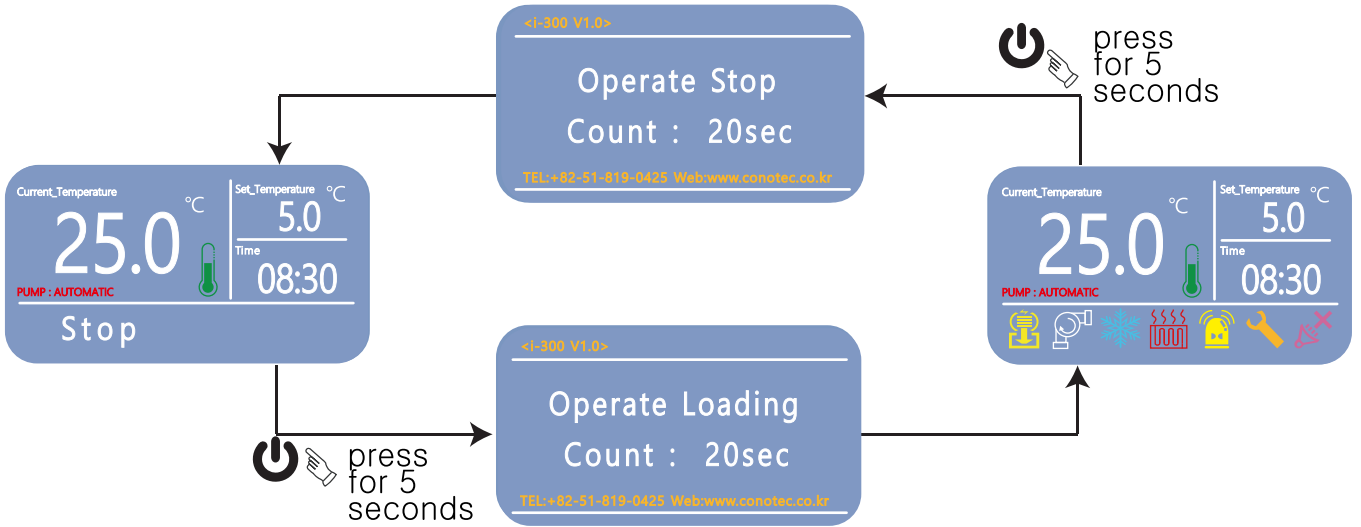 <i-300 V1.0>
Operate Stop
Count : 20sec
TEL:+82-51-819-0425 Web:www.conotec.co.kr
press
for 5
seconds
Current_Temperature
25.0 °C
PUMP : AUTOMATIC
Set_Temperature °C
5.0
Time
08:30
Stop
Current_Temperature
25.0 °C
PUMP : AUTOMATIC
Set_Temperature °C
5.0
Time
08:30
<i-300 V1.0>
Operate Loading
Count : 20sec
TEL:+82-51-819-0425 Web:www.conotec.co.kr
press
for 5
seconds